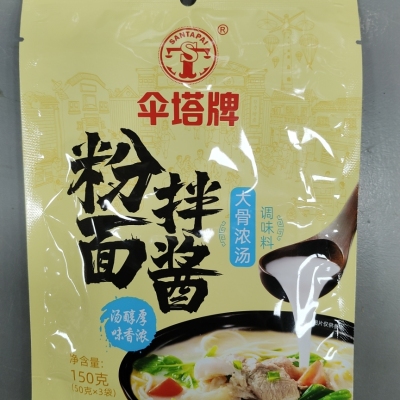 SANTAPAI
®
伞塔牌
粉面
拌酱
大骨浓汤
调味料
汤醇厚
味香浓
净含量:
150克
(50克×3袋)